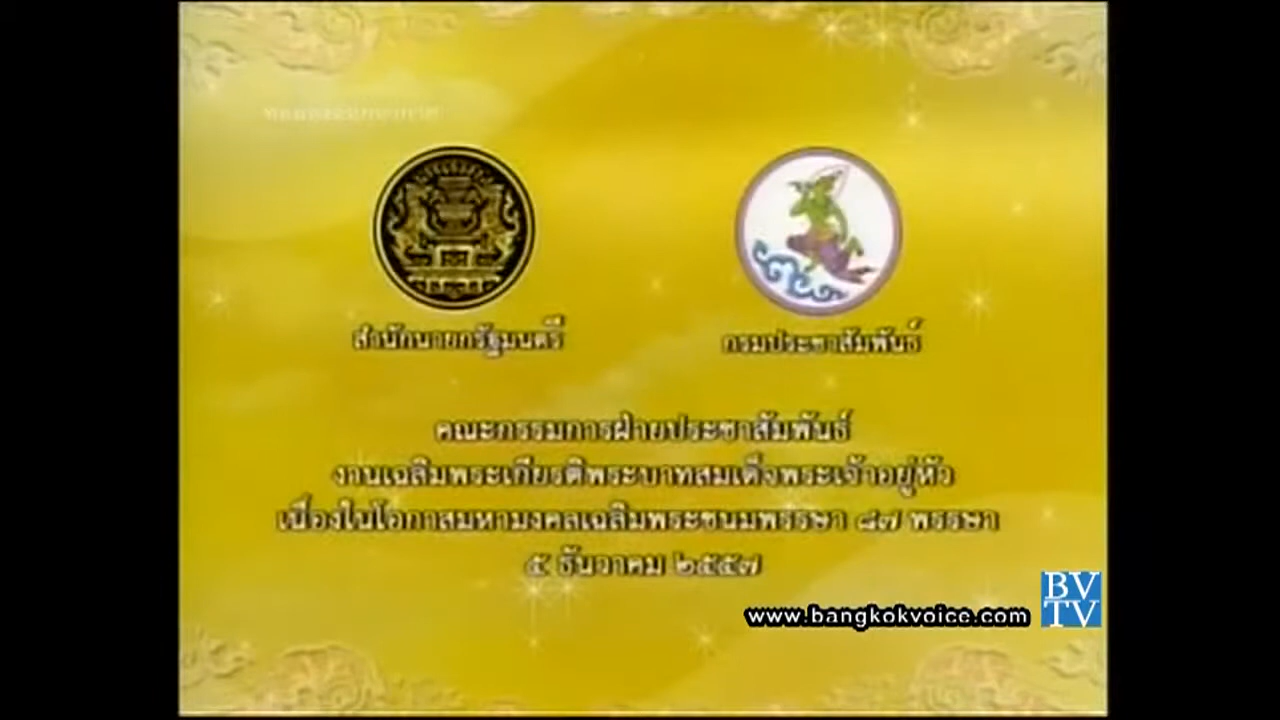 สำนักนายกรัฐมนตรี
กรมประชาสัมพันธ์
คณะกรรมการฝ่ายประชาสัมพันธ์
งานเฉลิมพระเกียรติพระบาทสมเด็จพระเจ้าอยู่หัว
เนื่องในโอกาสมหามงคลเฉลิมพระชนมพรรษา ๘๗ พรรษา
๕ ธันวาคม ๒๕๕๗
www.bangkokvoice.com
BV
TV